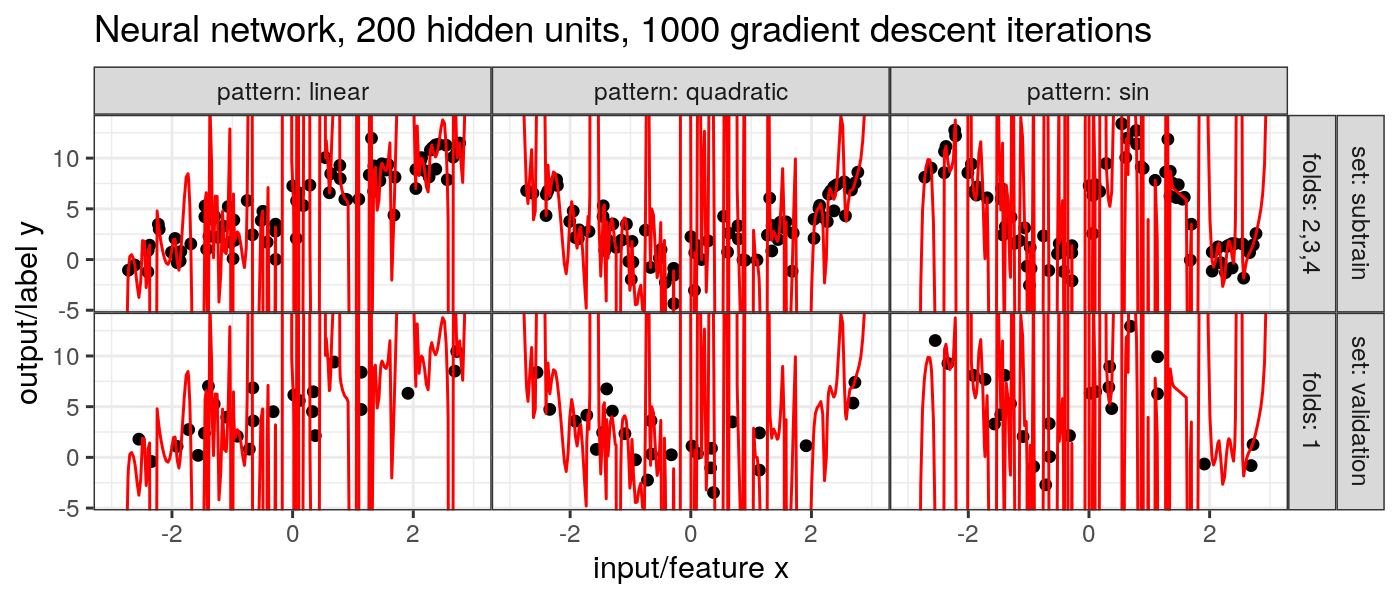 Neural network, 200 hidden units, 1000 gradient descent iterations
pattern: linear
pattern: quadratic
pattern: sin
output/label y
10
5
0
-5
folds: 2,3,4
set: subtrain
10
5
0
-5
folds: 1
set: validation
-2
0
2
-2
0
2
-2
0
2
input/feature x